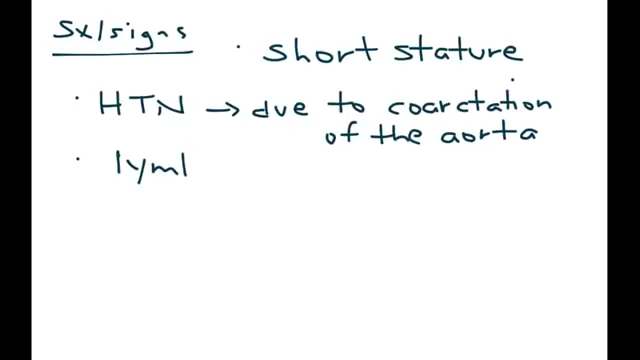 Sx/signs
· short stature
· HTN → due to coarctation
of the aorta
· lyml